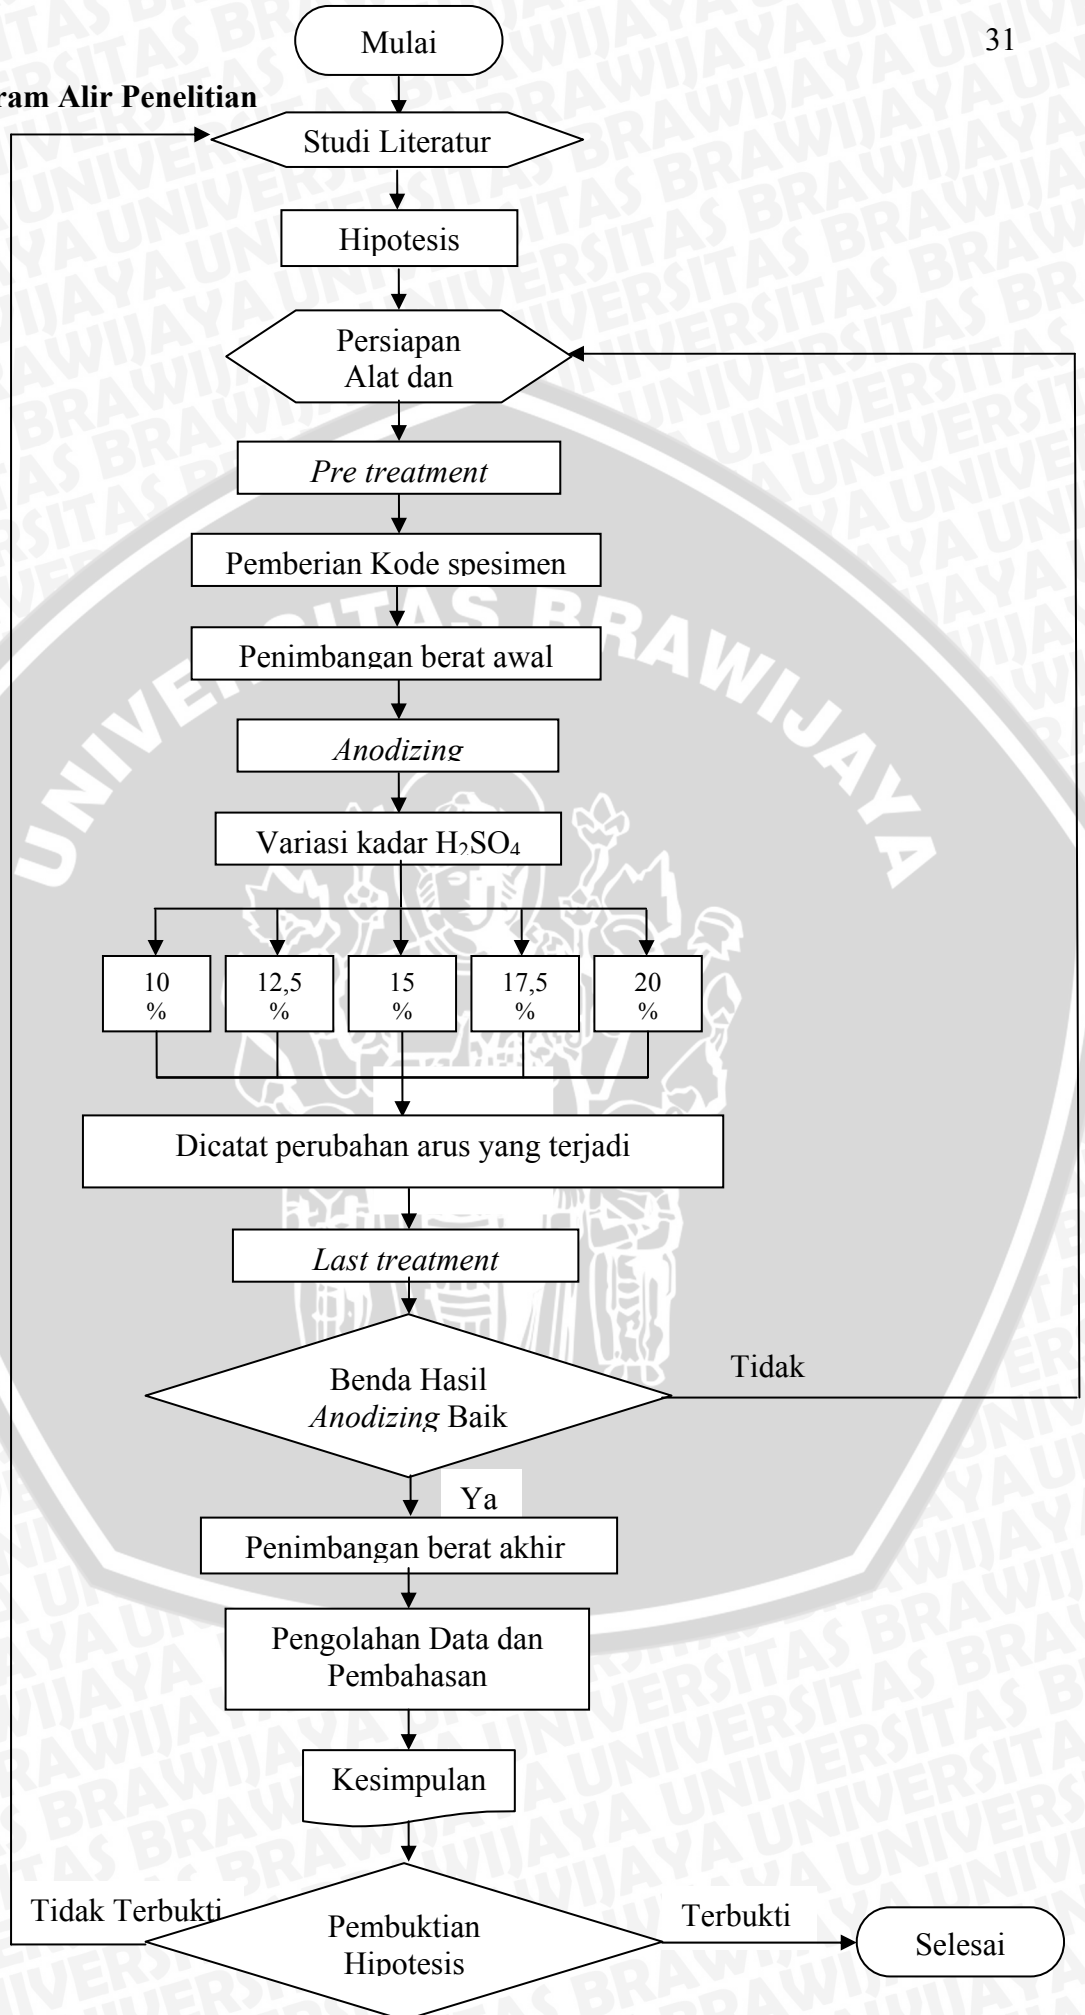 31
ram Alir Penelitian
Mulai
Studi Literatur
Hipotesis
Persiapan
Alat dan
Pre treatment
Pemberian Kode spesimen
Penimbangan berat awal
Anodizing
Variasi kadar H₂SO₄
10
%
12,5
%
15
%
17,5
%
20
%
Dicatat perubahan arus yang terjadi
Last treatment
Benda Hasil
Anodizing Baik
Tidak
Ya
Penimbangan berat akhir
Pengolahan Data dan
Pembahasan
Kesimpulan
Pembuktian
Hipotesis
Tidak Terbukti
Terbukti
Selesai
UNIVERSITAS BRAWIJAYA